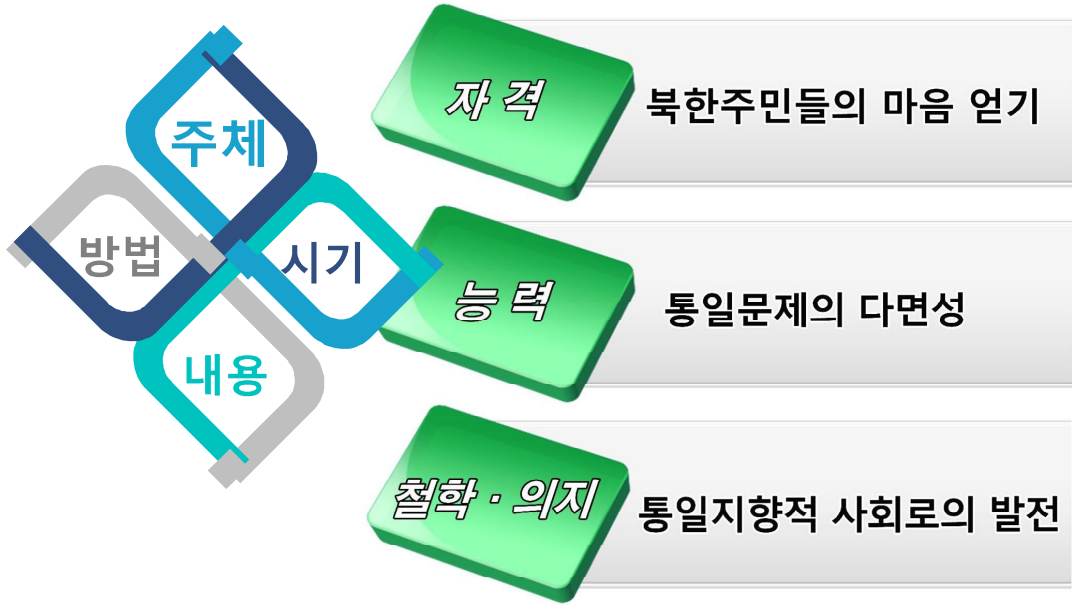 주체
방법
시기
내용
자 격
북한주민들의 마음 얻기
능 력
통일문제의 다면성
철학 · 의지
통일지향적 사회로의 발전